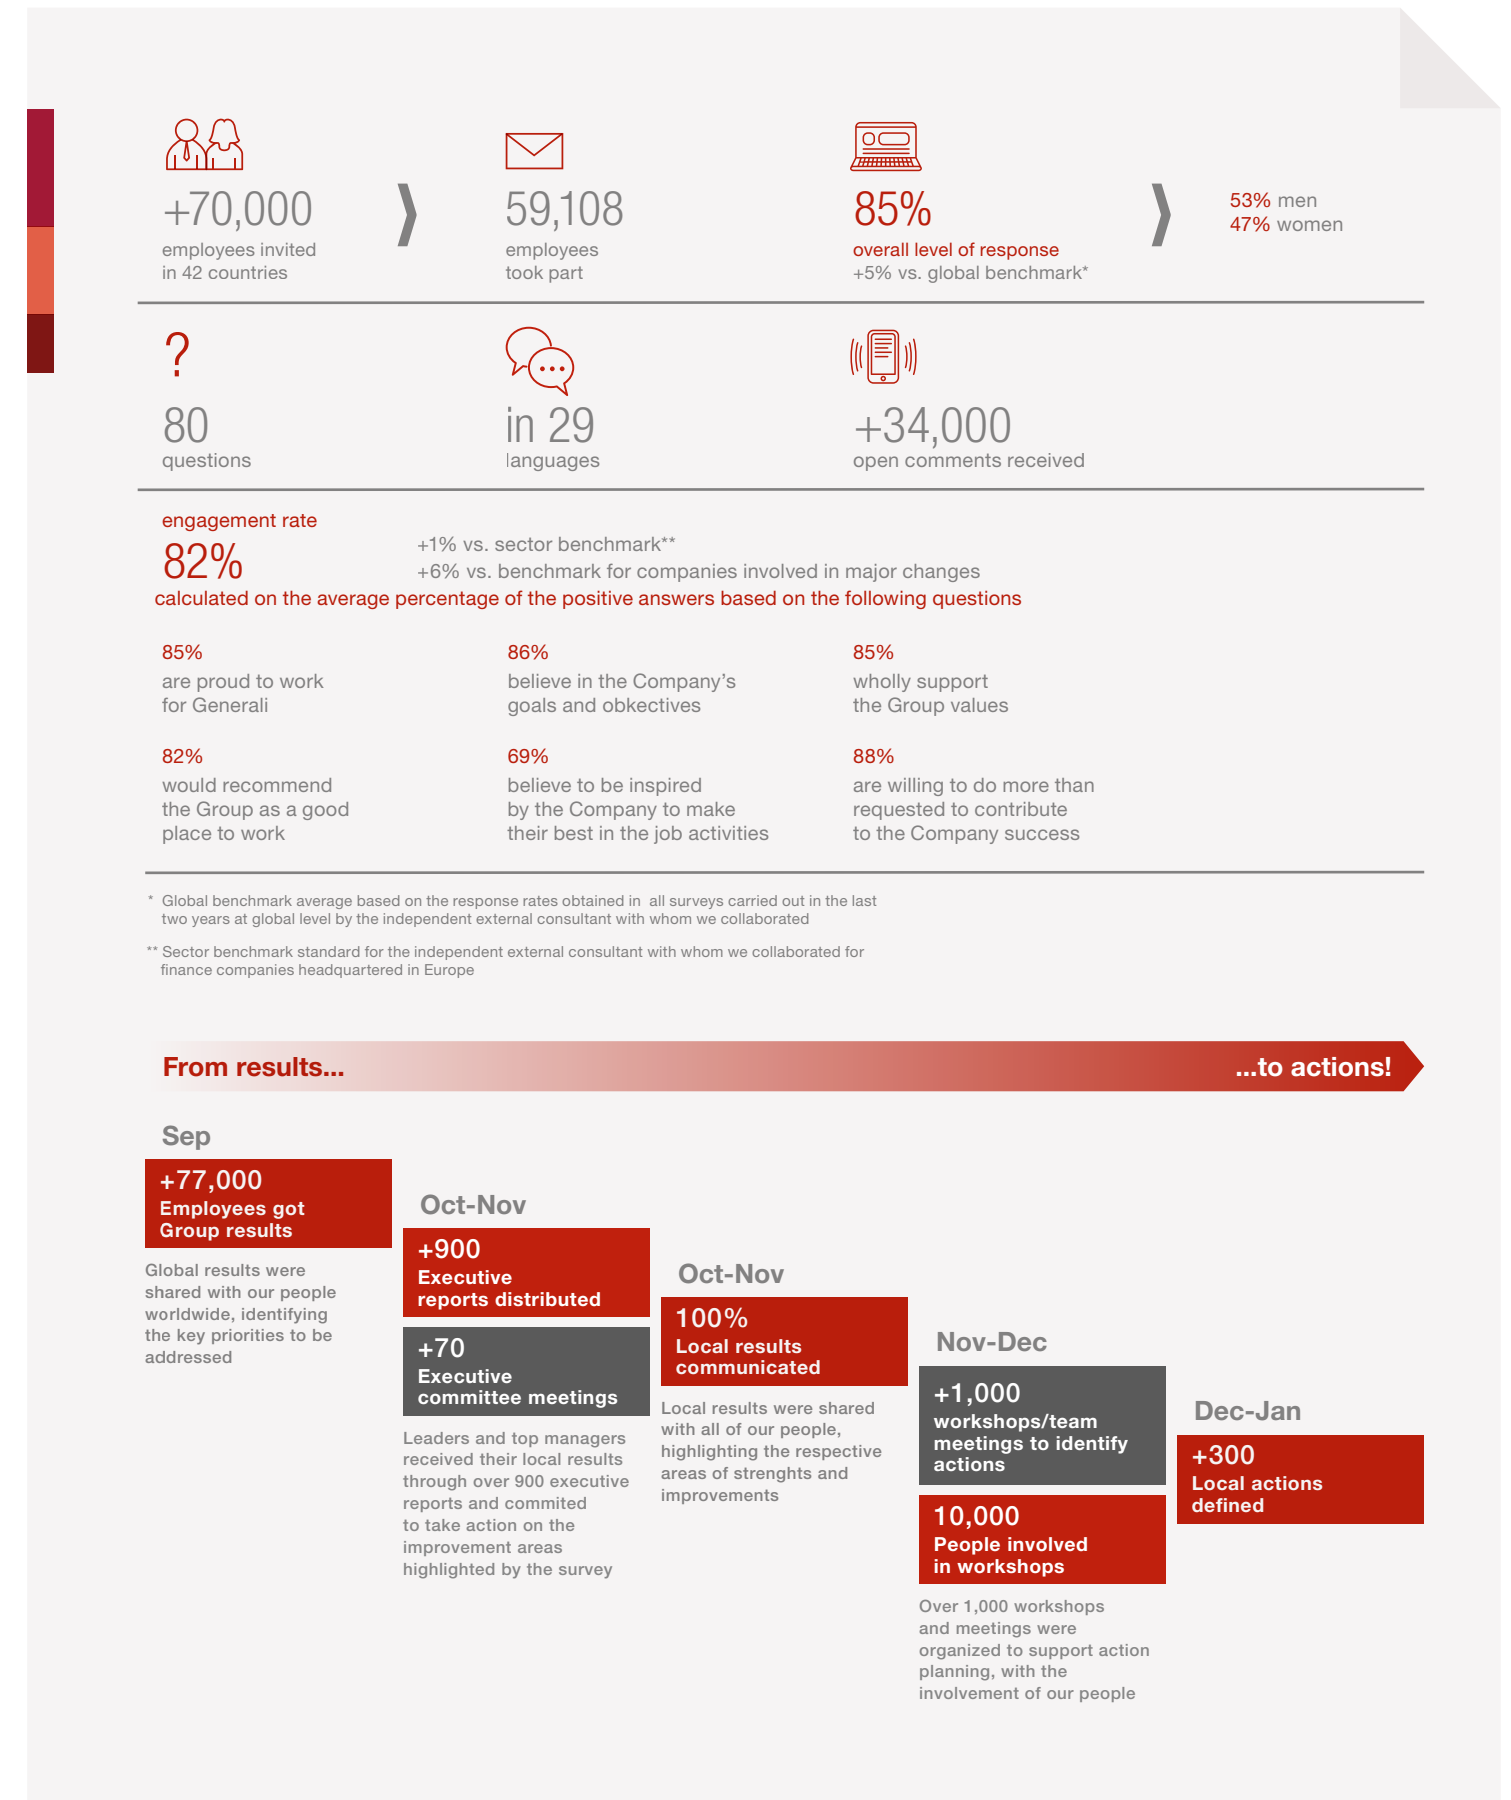 +70,000
employees invited
in 42 countries
59,108
employees
took part
85%
overall level of response
+5% vs. global benchmark*
53% men
47% women
?
80
questions
in 29
languages
+34,000
open comments received
engagement rate
82%
+1% vs. sector benchmark**
+6% vs. benchmark for companies involved in major changes
calculated on the average percentage of the positive answers based on the following questions
85%
are proud to work
for Generali
86%
believe in the Company's
goals and obkectives
85%
wholly support
the Group values
82%
would recommend
the Group as a good
place to work
69%
believe to be inspired
by the Company to make
their best in the job activities
88%
are willing to do more than
requested to contribute
to the Company success
* Global benchmark average based on the response rates obtained in all surveys carried out in the last
two years at global level by the independent external consultant with whom we collaborated
** Sector benchmark standard for the independent external consultant with whom we collaborated for
finance companies headquartered in Europe
From results...
...to actions!
Sep
+77,000
Employees got
Group results
Global results were
shared with our people
worldwide, identifying
the key priorities to be
addressed
Oct-Nov
+900
Executive
reports distributed
+70
Executive
committee meetings
Leaders and top managers
received their local results
through over 900 executive
reports and commited
to take action on the
improvement areas
highlighted by the survey
Oct-Nov
100%
Local results
communicated
Local results were shared
with all of our people,
highlighting the respective
areas of strenghts and
improvements
Nov-Dec
+1,000
workshops/team
meetings to identify
actions
10,000
People involved
in workshops
Over 1,000 workshops
and meetings were
organized to support action
planning, with the
involvement of our people
Dec-Jan
+300
Local actions
defined